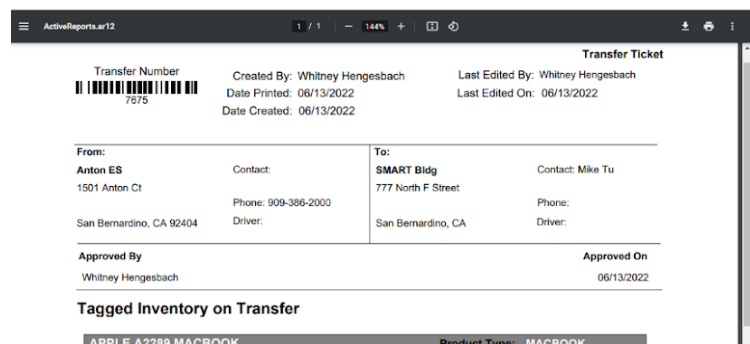 ActiveReports.ar12
1 / 1 — 144% +
Transfer Ticket
Transfer Number
7675
Created By: Whitney Hengesbach
Date Printed: 06/13/2022
Date Created: 06/13/2022
Last Edited By: Whitney Hengesbach
Last Edited On: 06/13/2022
From:
Anton ES
1501 Anton Ct
San Bernardino, CA 92404
Contact:
Phone: 909-386-2000
Driver:
To:
SMART Bldg
777 North F Street
San Bernardino, CA
Contact: Mike Tu
Phone:
Driver:
Approved By
Approved On
Whitney Hengesbach
06/13/2022
Tagged Inventory on Transfer
APPLE A2289 MACBOOK
Product Type: MACBOOK